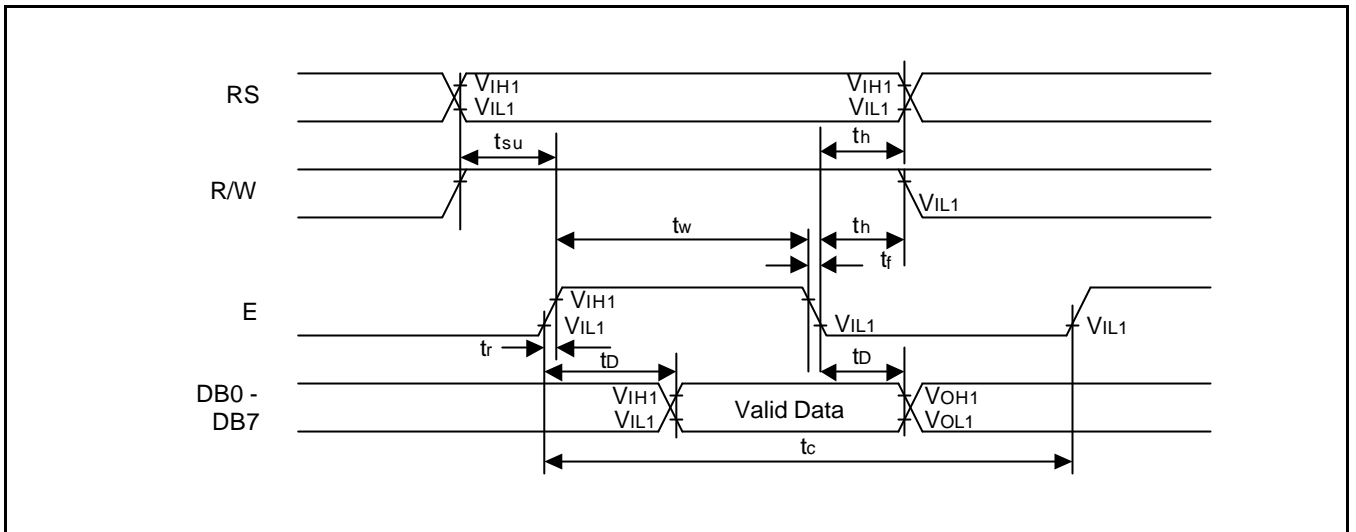 RS
VIH1
VIL1
VIH1
VIL1
tsu
th
R/W
VIL1
tw
th
tf
E
VIH1
VIL1
VIL1
VIL1
tr
tD
tD
DB0 -
DB7
VIH1
VIL1
Valid Data
VOH1
VOL1
tc